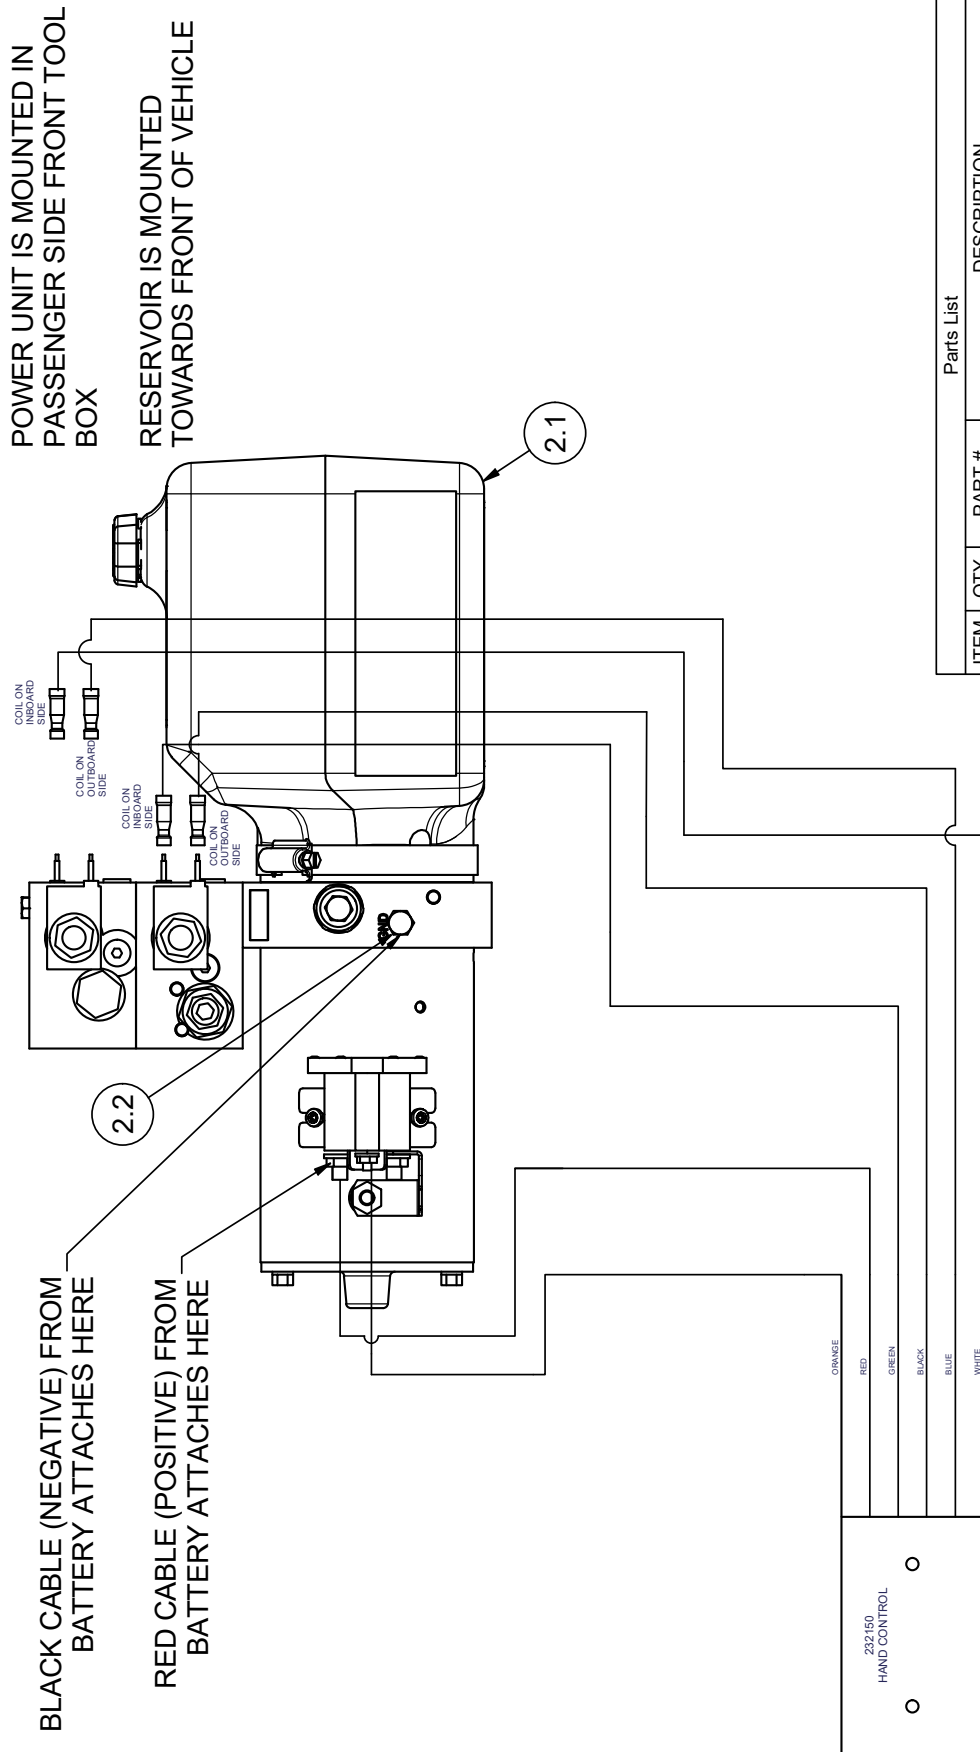 POWER UNIT IS MOUNTED IN
PASSENGER SIDE FRONT TOOL
BOX
RESERVOIR IS MOUNTED
TOWARDS FRONT OF VEHICLE
COIL ON
INBOARD
SIDE
COIL ON
OUTBOARD
SIDE
COIL ON
INBOARD
SIDE
COIL ON
OUTBOARD
SIDE
2.1
2.2
GND
BLACK CABLE (NEGATIVE) FROM
BATTERY ATTACHES HERE
RED CABLE (POSITIVE) FROM
BATTERY ATTACHES HERE
ORANGE
RED
GREEN
BLACK
BLUE
WHITE
232150
HAND CONTROL
Parts List
ITEM QTY PART # DESCRIPTION